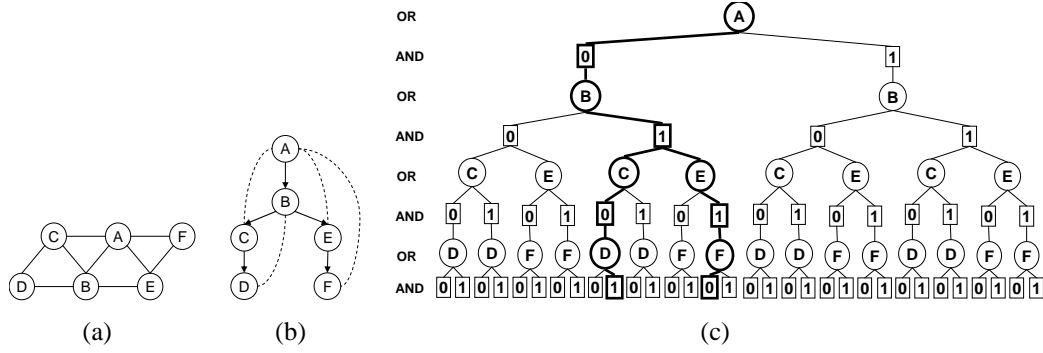 OR A
AND 0 1
OR B B
AND 0 1 0 1
OR C E C E C E C E
AND 0 1 0 1 0 1 0 1 0 1 0 1 0 1 0 1
OR D D F F D D F F D D F F D D F F
AND 0 1 0 1 0 1 0 1 0 1 0 1 0 1 0 1 0 1 0 1 0 1 0 1 0 1 0 1 0 1 0 1
A
B
C E
D F
C A F
D B E
(a) (b) (c)